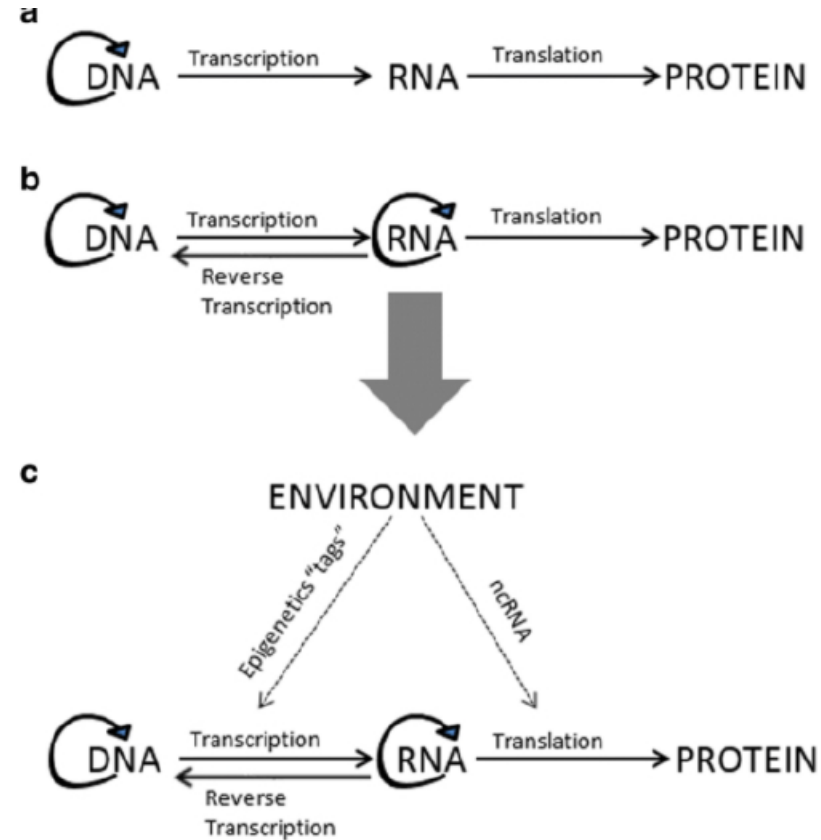 a
DNA Transcription RNA Translation PROTEIN
b
DNA Transcription RNA Translation PROTEIN
Reverse
Transcription
c
ENVIRONMENT
Epigenetics “tags”
ncRNA
DNA Transcription RNA Translation PROTEIN
Reverse
Transcription